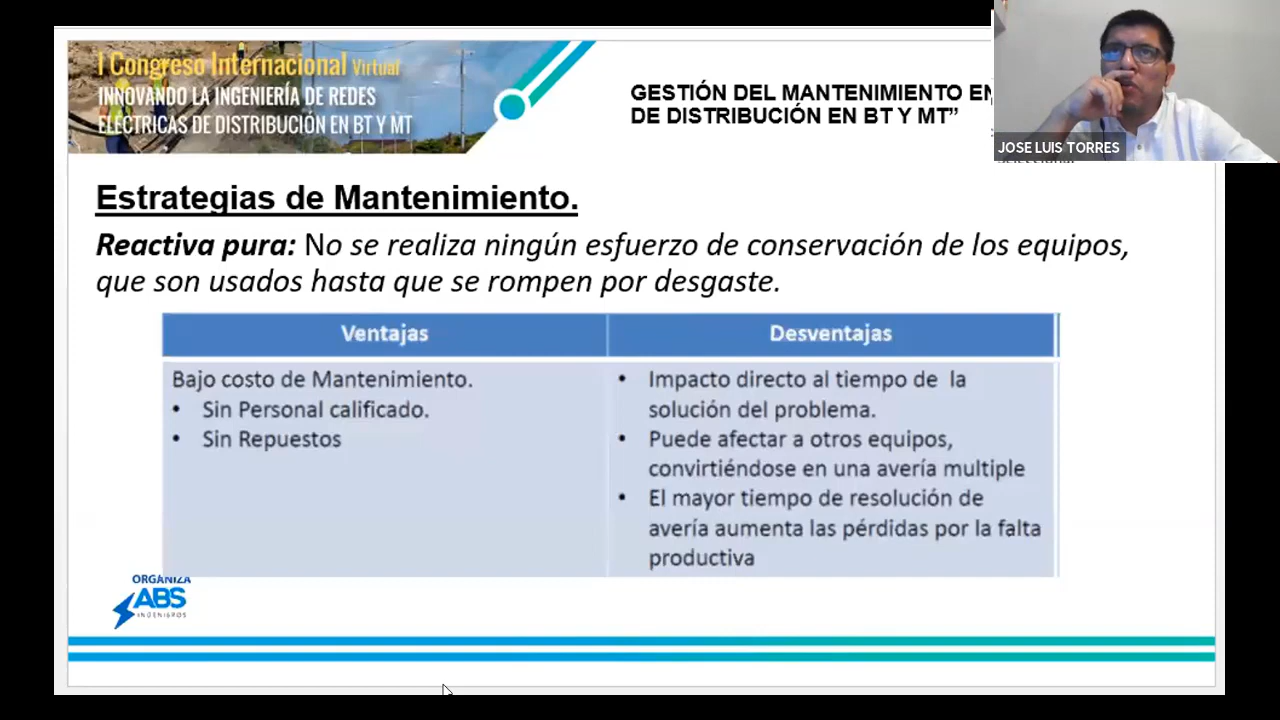 I Congreso Internacional Virtual
INNOVANDO LA INGENIERÍA DE REDES
ELÉCTRICAS DE DISTRIBUCIÓN EN BT Y MT
GESTIÓN DEL MANTENIMIENTO EN
DE DISTRIBUCIÓN EN BT Y MT”
JOSE LUIS TORRES
Estrategias de Mantenimiento.
Reactiva pura: No se realiza ningún esfuerzo de conservación de los equipos,
que son usados hasta que se rompen por desgaste.
Ventajas
Bajo costo de Mantenimiento.
• Sin Personal calificado.
• Sin Repuestos
Desventajas
• Impacto directo al tiempo de la
solución del problema.
• Puede afectar a otros equipos,
convirtiéndose en una avería multiple
• El mayor tiempo de resolución de
avería aumenta las pérdidas por la falta
productiva
ORGANIZA
ABS
INGENIEROS